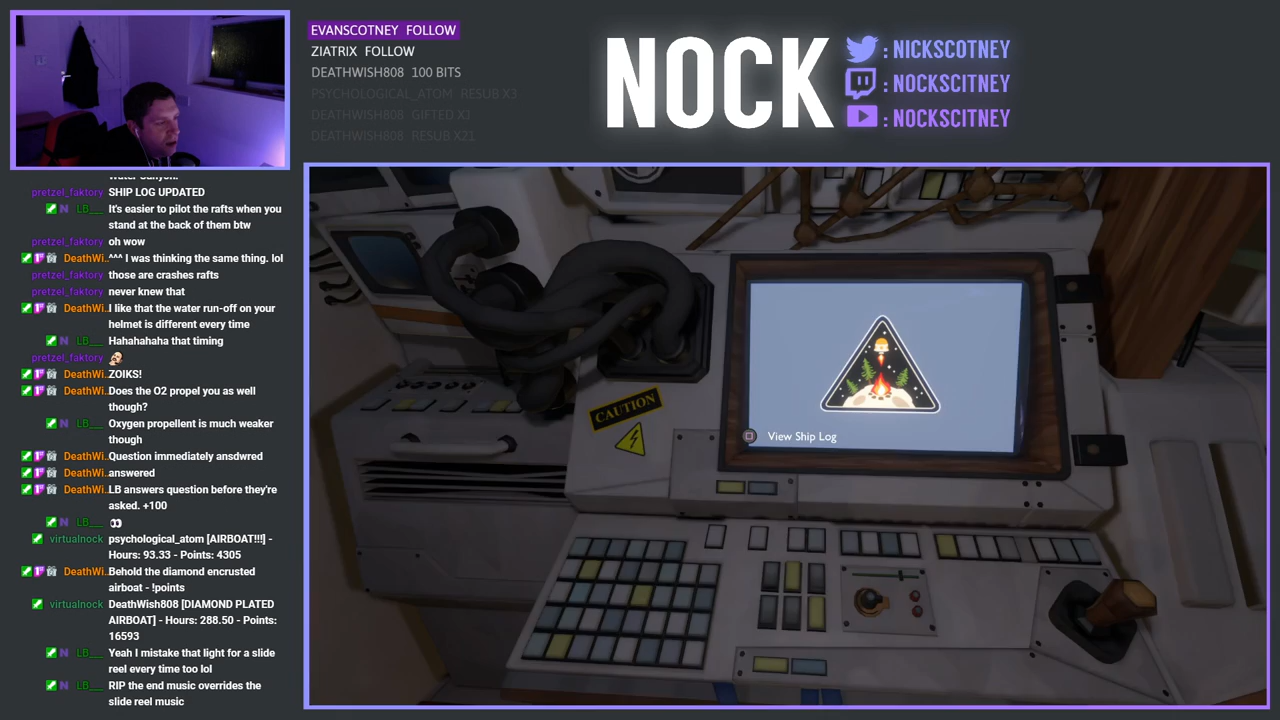 EVANSCOTNEY FOLLOW
ZIATRIX FOLLOW
DEATHWISH808 100 BITS
PSYCHOLOGICAL_ATOM RESUB X3
DEATHWISH808 GIFTED X1
DEATHWISH808 RESUB X21
NOCK
: NICKSCOTNEY
: NOCKSCITNEY
: NOCKSCITNEY
pretzel_faktory SHIP LOG UPDATED
LB__ It's easier to pilot the rafts when you
stand at the back of them btw
pretzel_faktory oh wow
DeathWi.. ^^^ I was thinking the same thing. lol
pretzel_faktory those are crashes rafts
pretzel_faktory never knew that
DeathWi.. I like that the water run-off on your
helmet is different every time
LB__ Hahahahaha that timing
pretzel_faktory
DeathWi.. ZOIKS!
DeathWi.. Does the O2 propel you as well
though?
LB__ Oxygen propellent is much weaker
though
DeathWi.. Question immediately ansdwred
DeathWi.. answered
DeathWi.. LB answers question before they're
asked. +100
LB__
virtualnock psychological_atom [AIRBOAT!!!] -
Hours: 93.33 - Points: 4305
DeathWi.. Behold the diamond encrusted
airboat - !points
virtualnock DeathWish808 [DIAMOND PLATED
AIRBOAT] - Hours: 288.50 - Points:
16593
LB__ Yeah I mistake that light for a slide
reel every time too lol
LB__ RIP the end music overrides the
slide reel music
CAUTION
View Ship Log